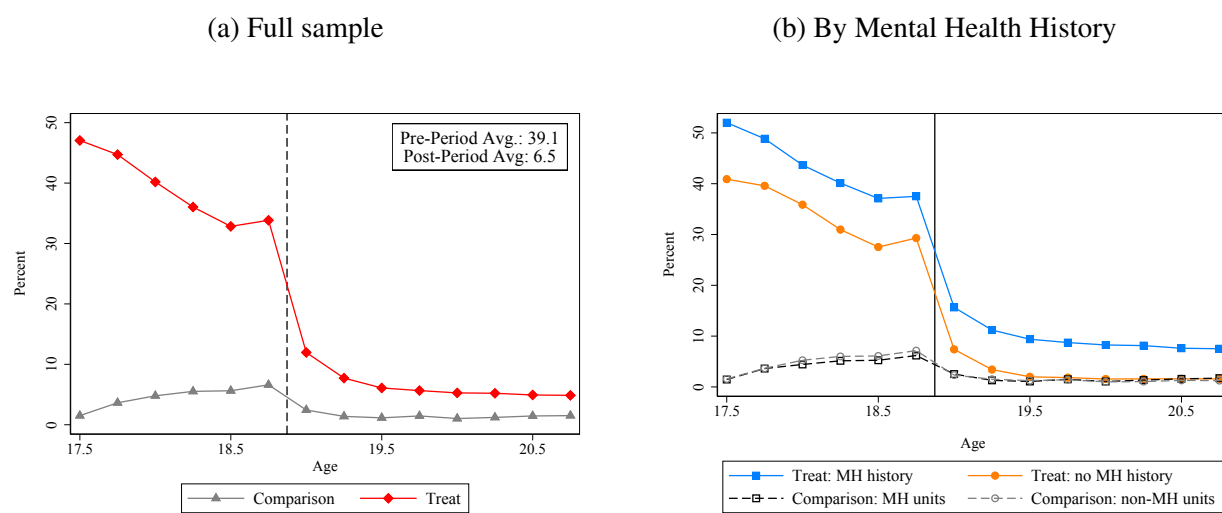 (a) Full sample
(b) By Mental Health History
Pre-Period Avg.: 39.1
Post-Period Avg: 6.5
Percent
50
40
30
20
10
0
17.5 18.5 19.5 20.5
Age
Comparison Treat
Percent
50
40
30
20
10
0
17.5 18.5 19.5 20.5
Age
Treat: MH history Treat: no MH history
Comparison: MH units Comparison: non-MH units